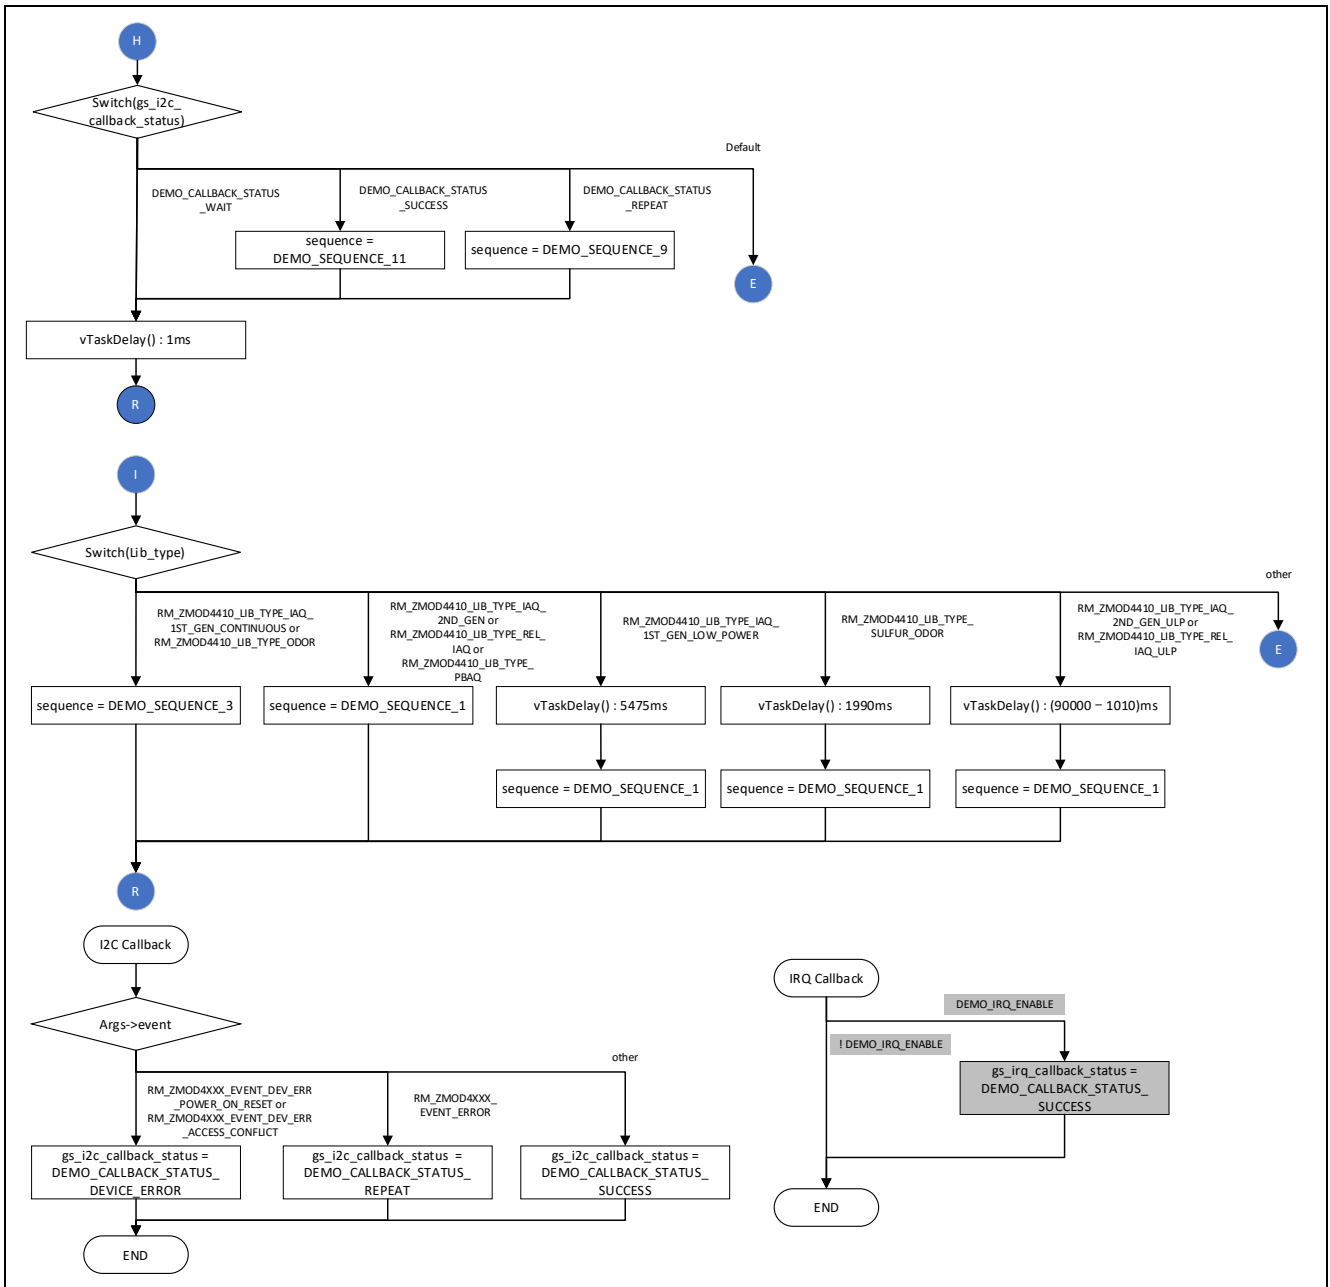 H
Switch(gs_i2c_
callback_status)
Default
DEMO_CALLBACK_STATUS
_WAIT
DEMO_CALLBACK_STATUS
_SUCCESS
DEMO_CALLBACK_STATUS
_REPEAT
sequence =
DEMO_SEQUENCE_11
sequence = DEMO_SEQUENCE_9
E
vTaskDelay() : 1ms
R
I
Switch(Lib_type)
other
RM_ZMOD4410_LIB_TYPE_IAQ_
1ST_GEN_CONTINUOUS or
RM_ZMOD4410_LIB_TYPE_ODOR
RM_ZMOD4410_LIB_TYPE_IAQ_
2ND_GEN or
RM_ZMOD4410_LIB_TYPE_REL_
IAQ or
RM_ZMOD4410_LIB_TYPE_
PBAQ
RM_ZMOD4410_LIB_TYPE_IAQ_
1ST_GEN_LOW_POWER
RM_ZMOD4410_LIB_TYPE_
SULFUR_ODOR
RM_ZMOD4410_LIB_TYPE_IAQ_
2ND_GEN_ULP or
RM_ZMOD4410_LIB_TYPE_REL_
IAQ_ULP
E
sequence = DEMO_SEQUENCE_3
sequence = DEMO_SEQUENCE_1
vTaskDelay() : 5475ms
vTaskDelay() : 1990ms
vTaskDelay() : (90000 – 1010)ms
sequence = DEMO_SEQUENCE_1
sequence = DEMO_SEQUENCE_1
sequence = DEMO_SEQUENCE_1
R
I2C Callback
Args->event
other
RM_ZMOD4XXX_EVENT_DEV_ERR
_POWER_ON_RESET or
RM_ZMOD4XXX_EVENT_DEV_ERR
_ACCESS_CONFLICT
RM_ZMOD4XXX_
EVENT_ERROR
gs_i2c_callback_status =
DEMO_CALLBACK_STATUS_
DEVICE_ERROR
gs_i2c_callback_status =
DEMO_CALLBACK_STATUS_
REPEAT
gs_i2c_callback_status =
DEMO_CALLBACK_STATUS_
SUCCESS
END
IRQ Callback
DEMO_IRQ_ENABLE
! DEMO_IRQ_ENABLE
gs_irq_callback_status =
DEMO_CALLBACK_STATUS_
SUCCESS
END